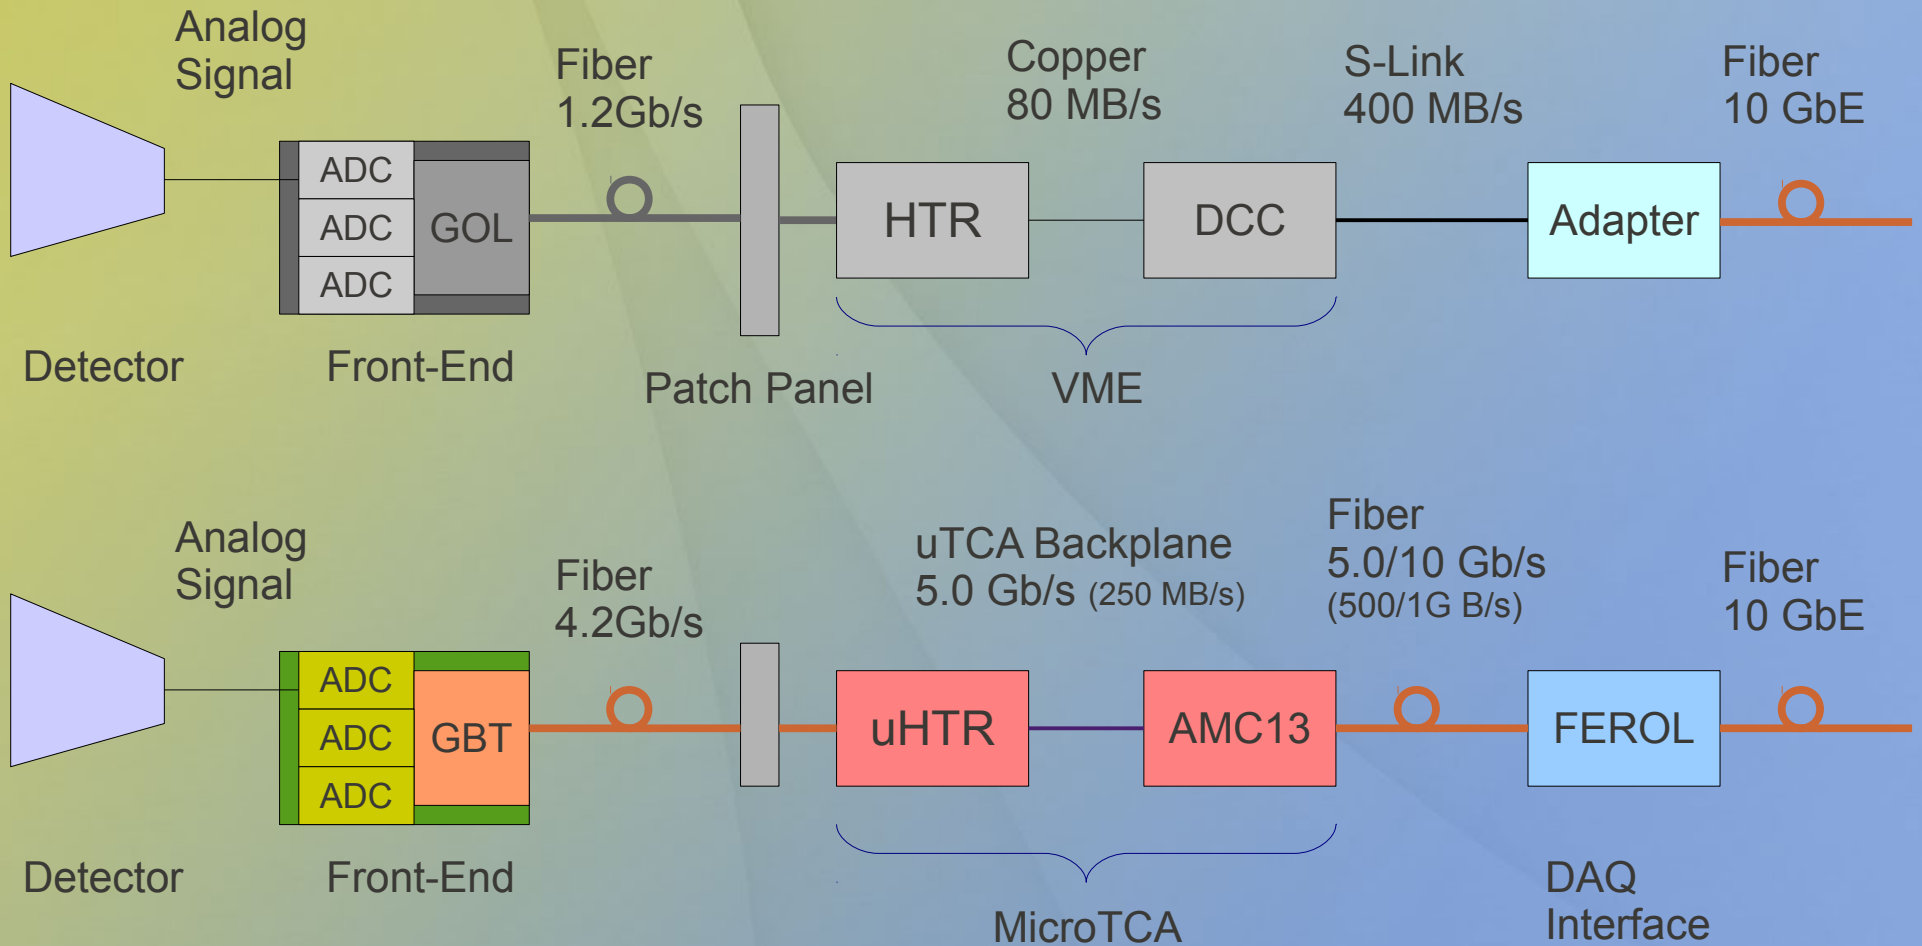 Analog
Signal
Fiber
1.2Gb/s
Copper
80 MB/s
S-Link
400 MB/s
Fiber
10 GbE
ADC
ADC
ADC
GOL
HTR
DCC
Adapter
Detector
Front-End
Patch Panel
VME
Analog
Signal
Fiber
4.2Gb/s
uTCA Backplane
5.0 Gb/s (250 MB/s)
Fiber
5.0/10 Gb/s
(500/1G B/s)
Fiber
10 GbE
ADC
ADC
ADC
GBT
uHTR
AMC13
FEROL
Detector
Front-End
MicroTCA
DAQ
Interface